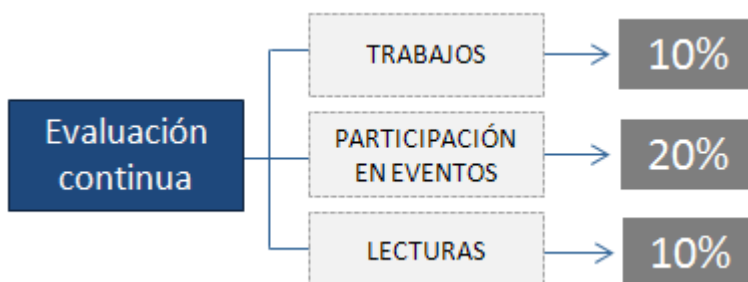 Evaluación
continua
TRABAJOS
10%
PARTICIPACIÓN
EN EVENTOS
20%
LECTURAS
10%